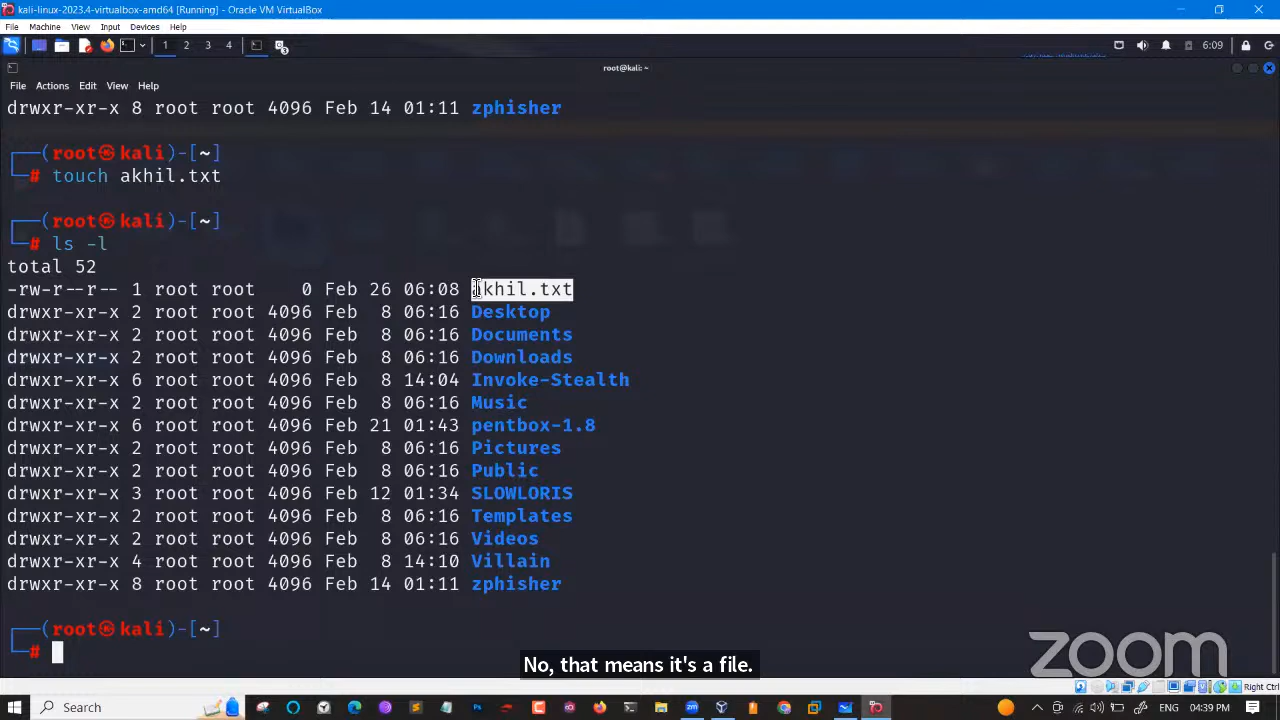 kali-linux-2023.4-virtualbox-amd64 [Running] - Oracle VM VirtualBox
File Machine View Input Devices Help
1 2 3 4 6:09
root@kali: ~
File Actions Edit View Help
drwxr-xr-x 8 root root 4096 Feb 14 01:11 zphisher
┌──(root㉿kali)-[~]
└─# touch akhil.txt
┌──(root㉿kali)-[~]
└─# ls -l
total 52
-rw-r--r-- 1 root root    0 Feb 26 06:08 akhil.txt
drwxr-xr-x 2 root root 4096 Feb  8 06:16 Desktop
drwxr-xr-x 2 root root 4096 Feb  8 06:16 Documents
drwxr-xr-x 2 root root 4096 Feb  8 06:16 Downloads
drwxr-xr-x 6 root root 4096 Feb  8 14:04 Invoke-Stealth
drwxr-xr-x 2 root root 4096 Feb  8 06:16 Music
drwxr-xr-x 6 root root 4096 Feb 21 01:43 pentbox-1.8
drwxr-xr-x 2 root root 4096 Feb  8 06:16 Pictures
drwxr-xr-x 2 root root 4096 Feb  8 06:16 Public
drwxr-xr-x 3 root root 4096 Feb 12 01:34 SLOWLORIS
drwxr-xr-x 2 root root 4096 Feb  8 06:16 Templates
drwxr-xr-x 2 root root 4096 Feb  8 06:16 Videos
drwxr-xr-x 4 root root 4096 Feb  8 14:10 Villain
drwxr-xr-x 8 root root 4096 Feb 14 01:11 zphisher
┌──(root㉿kali)-[~]
└─#
No, that means it's a file.
zoom
Right Ctrl
Search
04:39 PM